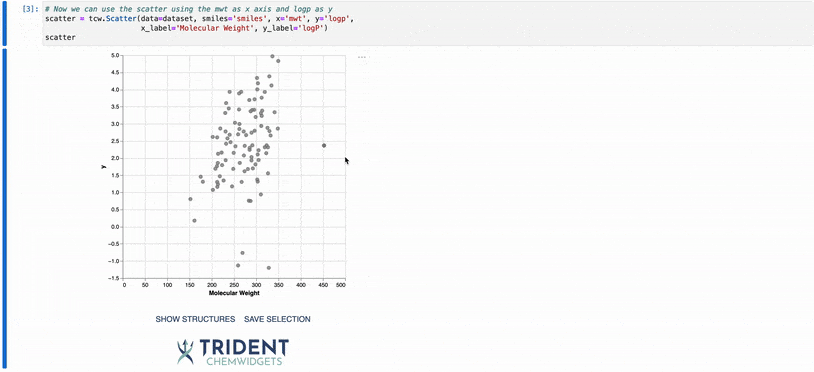 [3]:
# Now we can use the scatter using the mwt as x axis and logp as y
scatter = tcw.Scatter(data=dataset, smiles='smiles', x='mwt', y='logp',
x_label='Molecular Weight', y_label='logP')
scatter
...
5.0
4.5
4.0
3.5
3.0
2.5
2.0
1.5
1.0
0.5
0.0
−0.5
−1.0
−1.5
y
0 50 100 150 200 250 300 350 400 450 500
Molecular Weight
SHOW STRUCTURES SAVE SELECTION
TRIDENT
CHEMWIDGETS